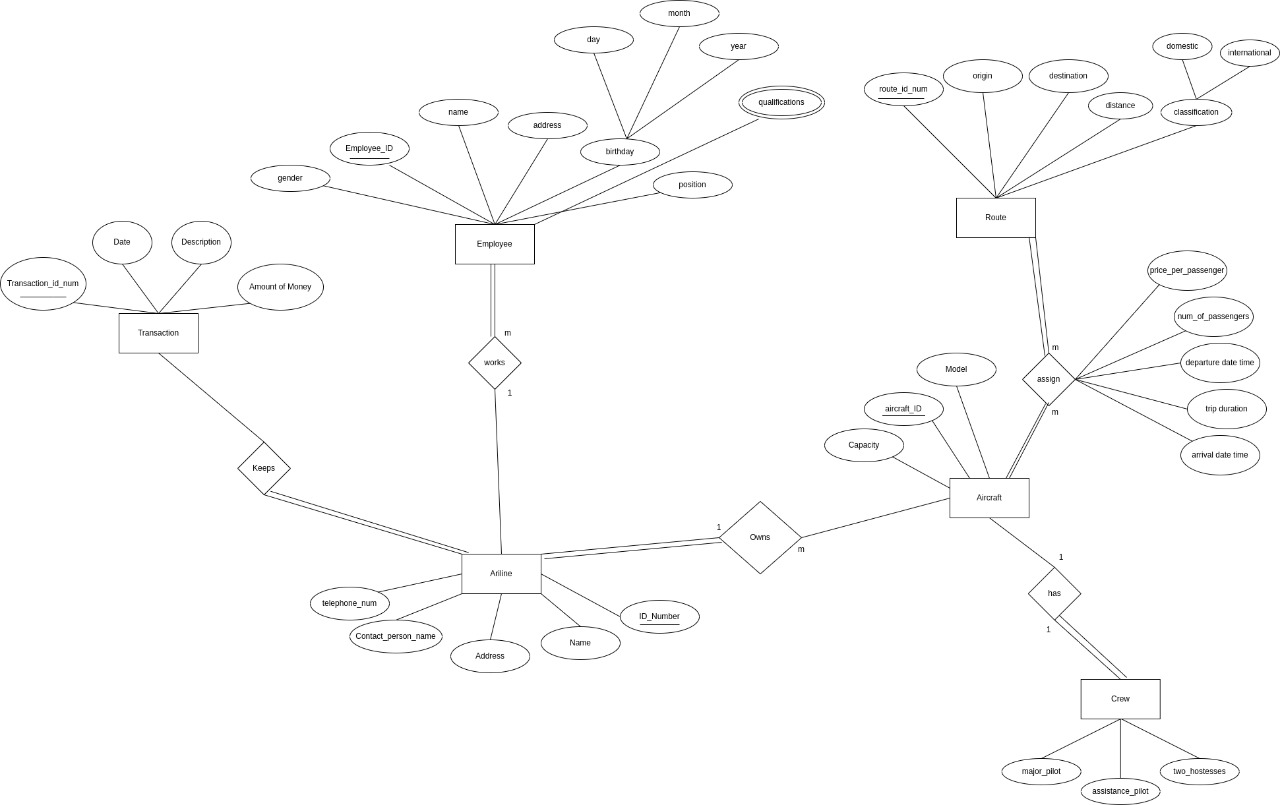 month
day
year
domestic
international
origin
destination
route_id_num
qualifications
distance
name
classification
address
Employee_ID
birthday
gender
position
Route
Date
Description
Employee
price_per_passenger
Transaction_id_num
Amount of Money
num_of_passengers
Transaction
m
m
works
departure date time
Model
assign
1
aircraft_ID
trip duration
m
Capacity
arrival date time
Keeps
Aircraft
1
Owns
m
1
Ariline
has
telephone_num
ID_Number
1
Contact_person_name
Name
Address
Crew
major_pilot
two_hostesses
assistance_pilot